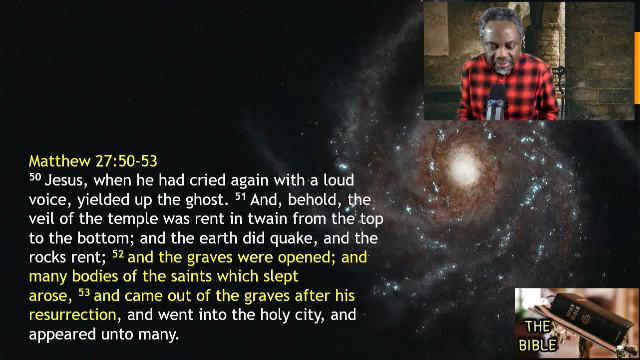 Matthew 27:50-53
50 Jesus, when he had cried again with a loud
voice, yielded up the ghost. 51 And, behold, the
veil of the temple was rent in twain from the top
to the bottom; and the earth did quake, and the
rocks rent; 52 and the graves were opened; and
many bodies of the saints which slept
arose, 53 and came out of the graves after his
resurrection, and went into the holy city, and
appeared unto many.
THE
BIBLE
HOLY BIBLE